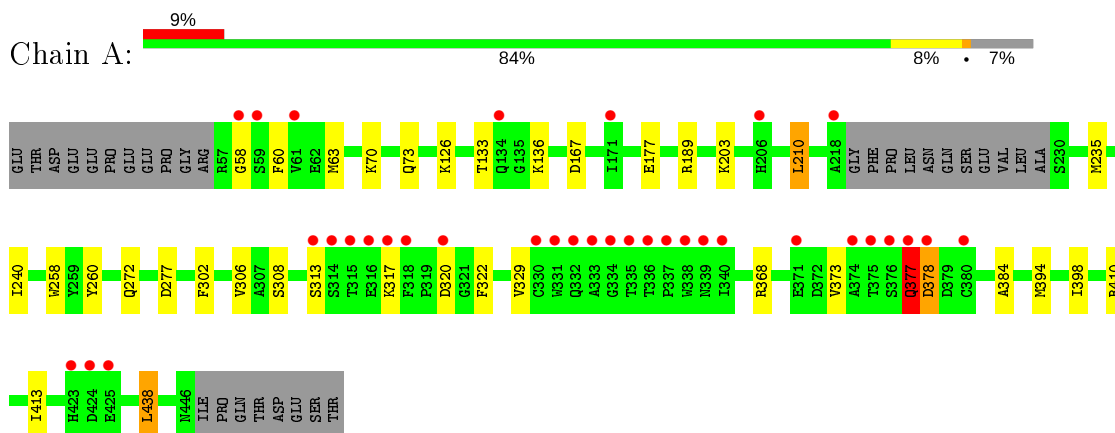 9%
Chain A:
84% 8% • 7%
GLU THR ASP GLU GLU PRO GLU GLU PRO GLY ARG R57 G58 S59 F60 V61 E62 M63 K70 Q73 K126 T133 Q134 G135 K136 D167 I171 E177 R189 K203 H206 L210 A218 GLY PHE PRO LEU ASN GLN SER GLU VAL LEU ALA S230 M235
I240 W258 Y259 Y260 Q272 D277 F302 V306 A307 S308 S313 S314 T315 E316 K317 F318 P319 D320 G321 F322 V329 C330 W331 Q332 A333 G334 T335 T336 P337 W338 N339 I340 R368 E371 D372 V373 A374 T375 S376 Q377 D378 D379 C380 A384 M394 I398
I413 H423 D424 E425 L438 N446 ILE PRO GLN THR ASP GLU SER THR